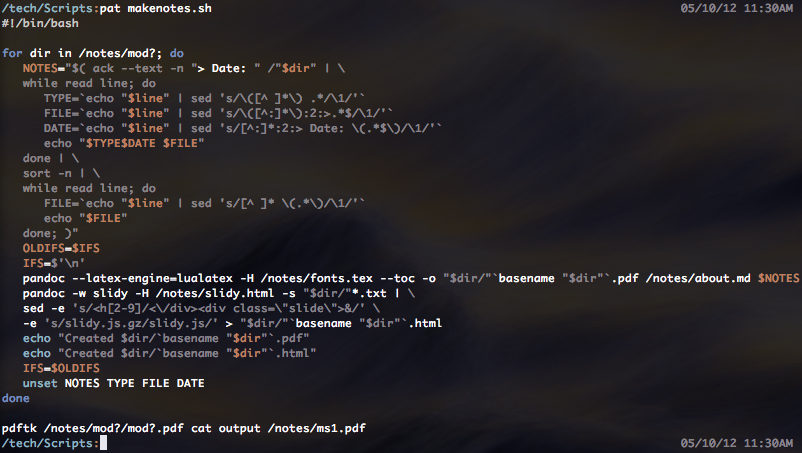 /tech/Scripts:pat makenotes.sh 05/10/12 11:30AM
#!/bin/bash

for dir in /notes/mod?; do
   NOTES="$( ack --text -n "> Date: " /"$dir" | \
   while read line; do
      TYPE=`echo "$line" | sed 's/\([^ ]*\) .*/\1/'`
      FILE=`echo "$line" | sed 's/\([^:]*\):2:>.*$/\1/'`
      DATE=`echo "$line" | sed 's/[^:]*:2:> Date: \(.*$\)/\1/'`
      echo "$TYPE$DATE $FILE"
   done | \
   sort -n | \
   while read line; do
      FILE=`echo "$line" | sed 's/[^ ]* \(.*\)/\1/'`
      echo "$FILE"
   done; )"
   OLDIFS=$IFS
   IFS=$'\n'
   pandoc --latex-engine=lualatex -H /notes/fonts.tex --toc -o "$dir/"`basename "$dir"`.pdf /notes/about.md $NOTES
   pandoc -w slidy -H /notes/slidy.html -s "$dir/"*.txt | \
   sed -e 's/<h[2-9]/<\/div><div class=\"slide\">&/' \
   -e 's/slidy.js.gz/slidy.js/' > "$dir/"`basename "$dir"`.html
   echo "Created $dir/`basename "$dir"`.pdf"
   echo "Created $dir/`basename "$dir"`.html"
   IFS=$OLDIFS
   unset NOTES TYPE FILE DATE
done

pdftk /notes/mod?/mod?.pdf cat output /notes/ms1.pdf
/tech/Scripts: 05/10/12 11:30AM